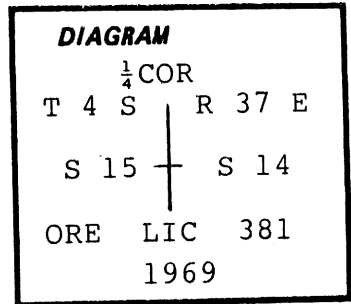 DIAGRAM
¼COR
T 4 S R 37 E
S 15 S 14
ORE LIC 381
1969